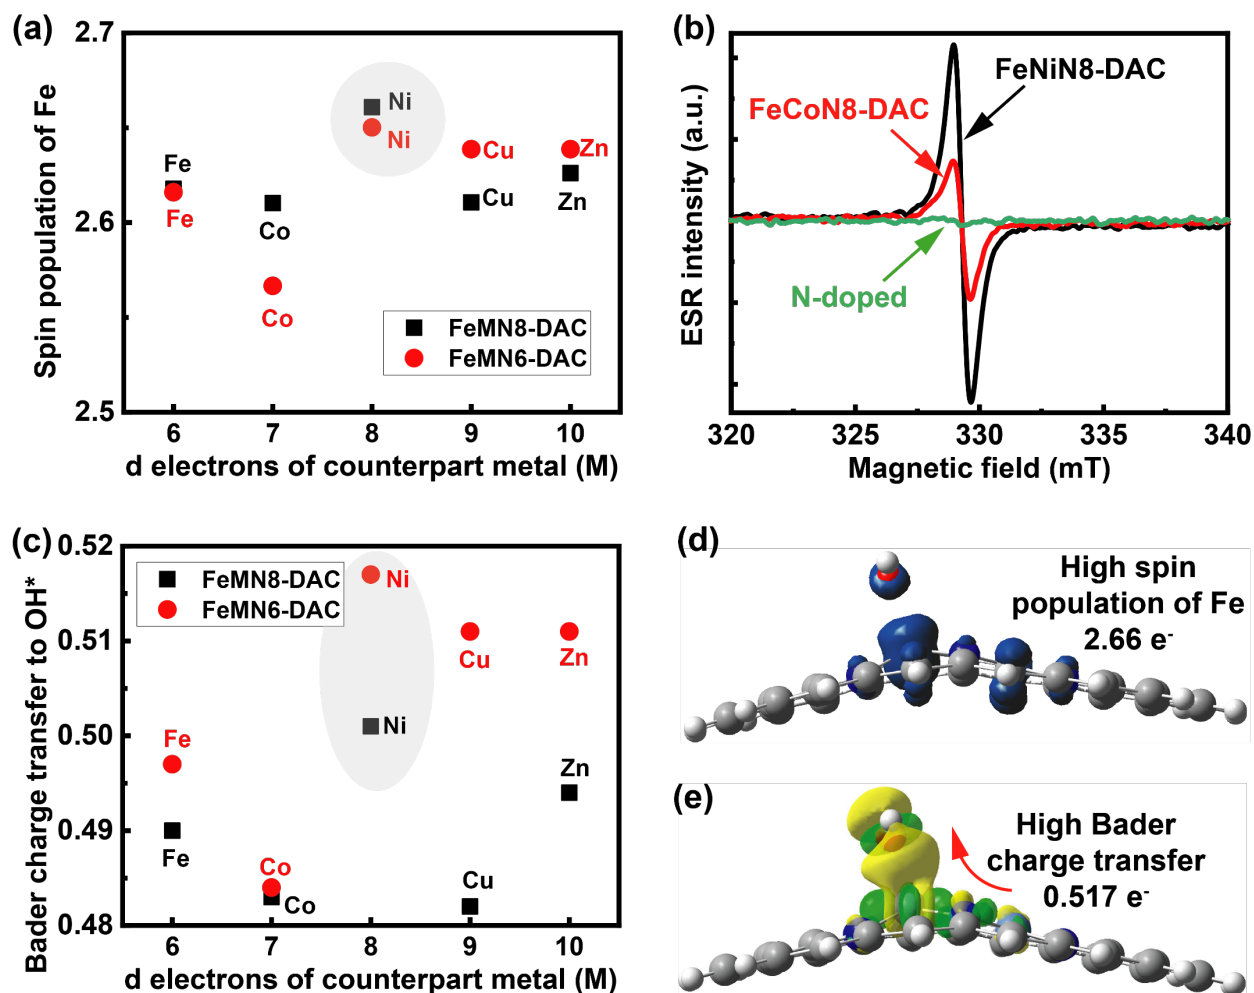 (a)
2.7
2.6
2.5
Spin population of Fe
Ni
Ni
Fe
Fe
Co
Co
Cu
Cu
Zn
Zn
FeMN8-DAC
FeMN6-DAC
6 7 8 9 10
d electrons of counterpart metal (M)
(b)
ESR intensity (a.u.)
FeNiN8-DAC
FeCoN8-DAC
N-doped
320 325 330 335 340
Magnetic field (mT)
(c)
0.52
0.51
0.50
0.49
0.48
Bader charge transfer to OH*
FeMN8-DAC
FeMN6-DAC
Ni
Cu
Zn
Fe
Ni
Zn
Fe
Co
Co
Cu
6 7 8 9 10
d electrons of counterpart metal (M)
(d)
High spin
population of Fe
2.66 e⁻
(e)
High Bader
charge transfer
0.517 e⁻